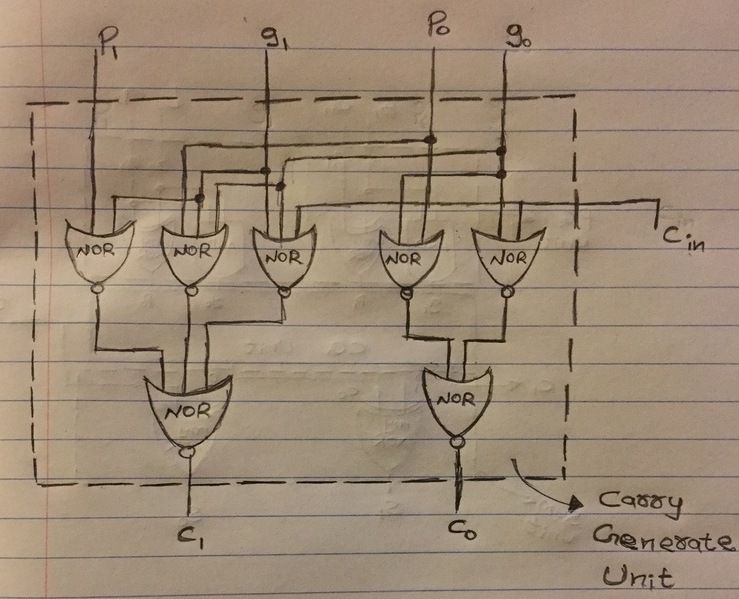 P₁ g₁ P₀ g₀
Cin
NOR NOR NOR NOR NOR
NOR NOR
C₁ C₀
Carry
Generate
Unit